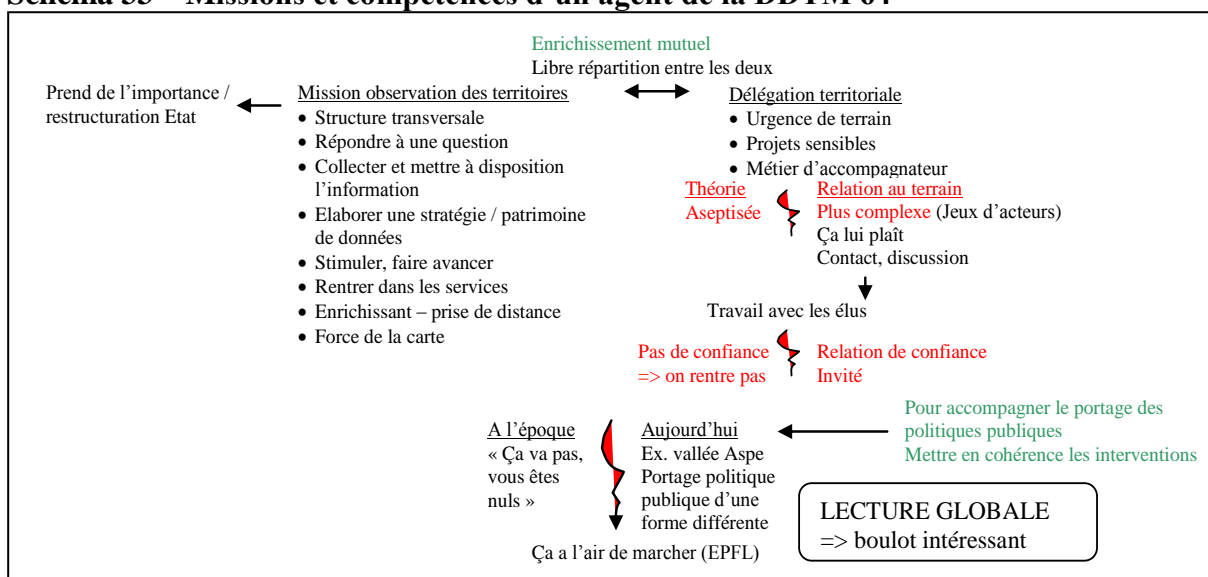 Schéma 35 – Missions et compétences d'un agent de la DDTM 64
Enrichissement mutuel
Libre répartition entre les deux
Prend de l'importance /
restructuration Etat
Mission observation des territoires
• Structure transversale
• Répondre à une question
• Collecter et mettre à disposition
l'information
• Elaborer une stratégie / patrimoine
de données
• Stimuler, faire avancer
• Rentrer dans les services
• Enrichissant – prise de distance
• Force de la carte
Délégation territoriale
• Urgence de terrain
• Projets sensibles
• Métier d'accompagnateur
Théorie
Aseptisée
Relation au terrain
Plus complexe (Jeux d'acteurs)
Ça lui plaît
Contact, discussion
Travail avec les élus
Pas de confiance
=> on rentre pas
Relation de confiance
Invité
A l'époque
« Ça va pas,
vous êtes
nuls »
Aujourd'hui
Ex. vallée Aspe
Portage politique
publique d'une
forme différente
Pour accompagner le portage des
politiques publiques
Mettre en cohérence les interventions
Ça a l'air de marcher (EPFL)
LECTURE GLOBALE
=> boulot intéressant